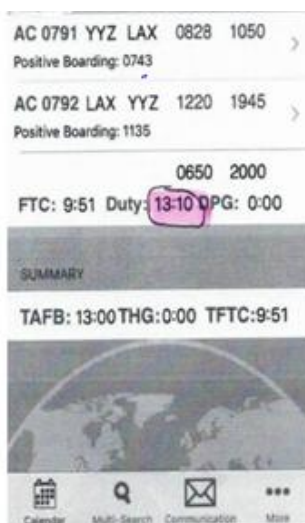 AC 0791 YYZ LAX 0828 1050
Positive Boarding: 0743
AC 0792 LAX YYZ 1220 1945
Positive Boarding: 1135
0650 2000
FTC: 9:51 Duty: 13:10 DPG: 0:00
SUMMARY
TAFB: 13:00 THG:0:00 TFTC:9:51
Calendar Multi-Search Communication More